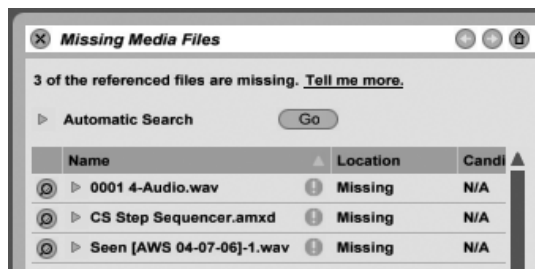 Missing Media Files
3 of the referenced files are missing. Tell me more.
Automatic Search Go
Name Location Candi
0001 4-Audio.wav Missing N/A
CS Step Sequencer.amxd Missing N/A
Seen [AWS 04-07-06]-1.wav Missing N/A